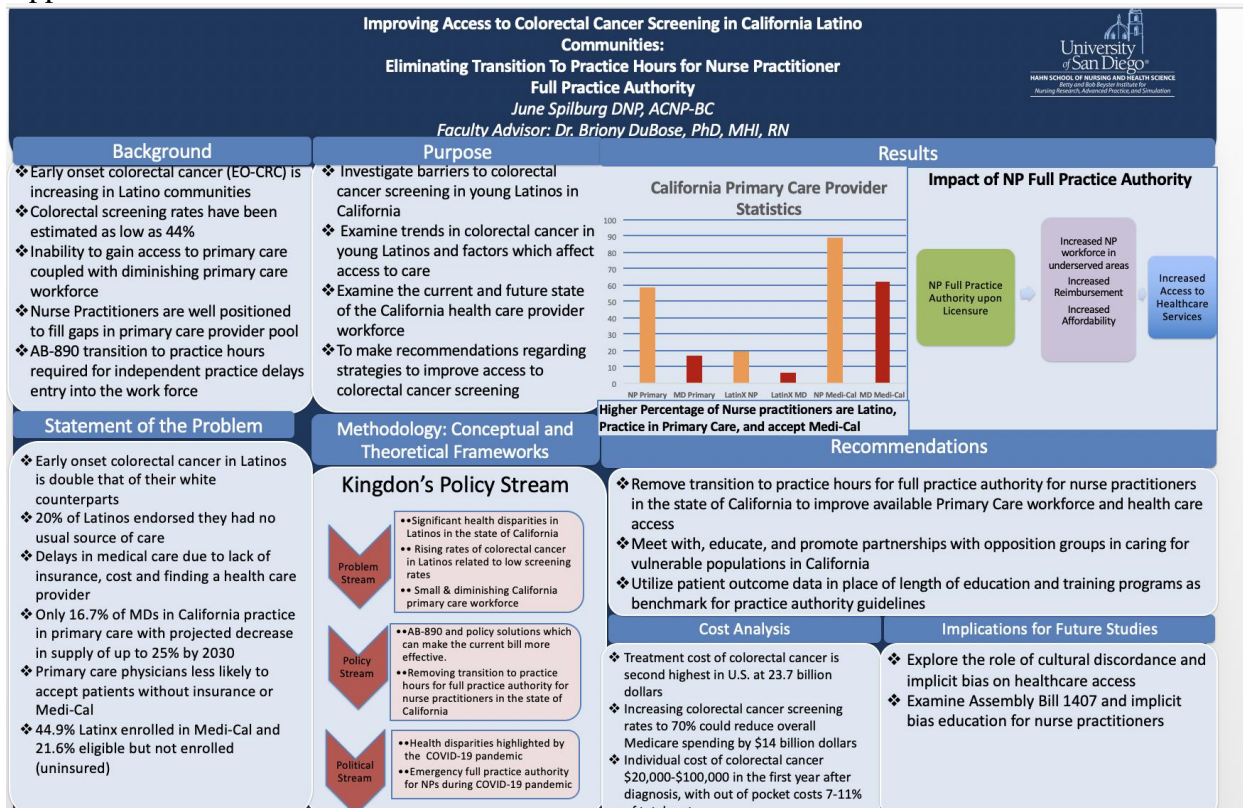 Improving Access to Colorectal Cancer Screening in California Latino
Communities:
Eliminating Transition To Practice Hours for Nurse Practitioner
Full Practice Authority
June Spilburg DNP, ACNP-BC
Faculty Advisor: Dr. Briony DuBose, PhD, MHI, RN
University
of San Diego®
HAHN SCHOOL OF NURSING AND HEALTH SCIENCE
Betty and Bob Beyster Institute for
Nursing Research, Advanced Practice, and Simulation
Background
❖Early onset colorectal cancer (EO-CRC) is
increasing in Latino communities
❖Colorectal screening rates have been
estimated as low as 44%
❖Inability to gain access to primary care
coupled with diminishing primary care
workforce
❖Nurse Practitioners are well positioned
to fill gaps in primary care provider pool
❖AB-890 transition to practice hours
required for independent practice delays
entry into the work force
Statement of the Problem
❖ Early onset colorectal cancer in Latinos
is double that of their white
counterparts
❖ 20% of Latinos endorsed they had no
usual source of care
❖ Delays in medical care due to lack of
insurance, cost and finding a health care
provider
❖ Only 16.7% of MDs in California practice
in primary care with projected decrease
in supply of up to 25% by 2030
❖ Primary care physicians less likely to
accept patients without insurance or
Medi-Cal
❖ 44.9% Latinx enrolled in Medi-Cal and
21.6% eligible but not enrolled
(uninsured)
Purpose
❖ Investigate barriers to colorectal
cancer screening in young Latinos in
California
❖ Examine trends in colorectal cancer in
young Latinos and factors which affect
access to care
❖Examine the current and future state
of the California health care provider
workforce
❖To make recommendations regarding
strategies to improve access to
colorectal cancer screening
Methodology: Conceptual and
Theoretical Frameworks
Kingdon's Policy Stream
Problem
Stream
••Significant health disparities in
Latinos in the state of California
•• Rising rates of colorectal cancer
in Latinos related to low screening
rates
•• Small & diminishing California
primary care workforce
Policy
Stream
••AB-890 and policy solutions which
can make the current bill more
effective.
••Removing transition to practice
hours for full practice authority for
nurse practitioners in the state of
California
Political
Stream
••Health disparities highlighted by
the COVID-19 pandemic
••Emergency full practice authority
for NPs during COVID-19 pandemic
Results
California Primary Care Provider
Statistics
100
90
80
70
60
50
40
30
20
10
0
NP Primary MD Primary LatinX NP LatinX MD NP Medi-Cal MD Medi-Cal
Higher Percentage of Nurse practitioners are Latino,
Practice in Primary Care, and accept Medi-Cal
Impact of NP Full Practice Authority
NP Full Practice
Authority upon
Licensure
Increased NP
workforce in
underserved areas
Increased
Reimbursement
Increased
Affordability
Increased
Access to
Healthcare
Services
Recommendations
❖Remove transition to practice hours for full practice authority for nurse practitioners
in the state of California to improve available Primary Care workforce and health care
access
❖Meet with, educate, and promote partnerships with opposition groups in caring for
vulnerable populations in California
❖Utilize patient outcome data in place of length of education and training programs as
benchmark for practice authority guidelines
Cost Analysis
❖ Treatment cost of colorectal cancer is
second highest in U.S. at 23.7 billion
dollars
❖ Increasing colorectal cancer screening
rates to 70% could reduce overall
Medicare spending by $14 billion dollars
❖ Individual cost of colorectal cancer
$20,000-$100,000 in the first year after
diagnosis, with out of pocket costs 7-11%
Implications for Future Studies
❖ Explore the role of cultural discordance and
implicit bias on healthcare access
❖ Examine Assembly Bill 1407 and implicit
bias education for nurse practitioners